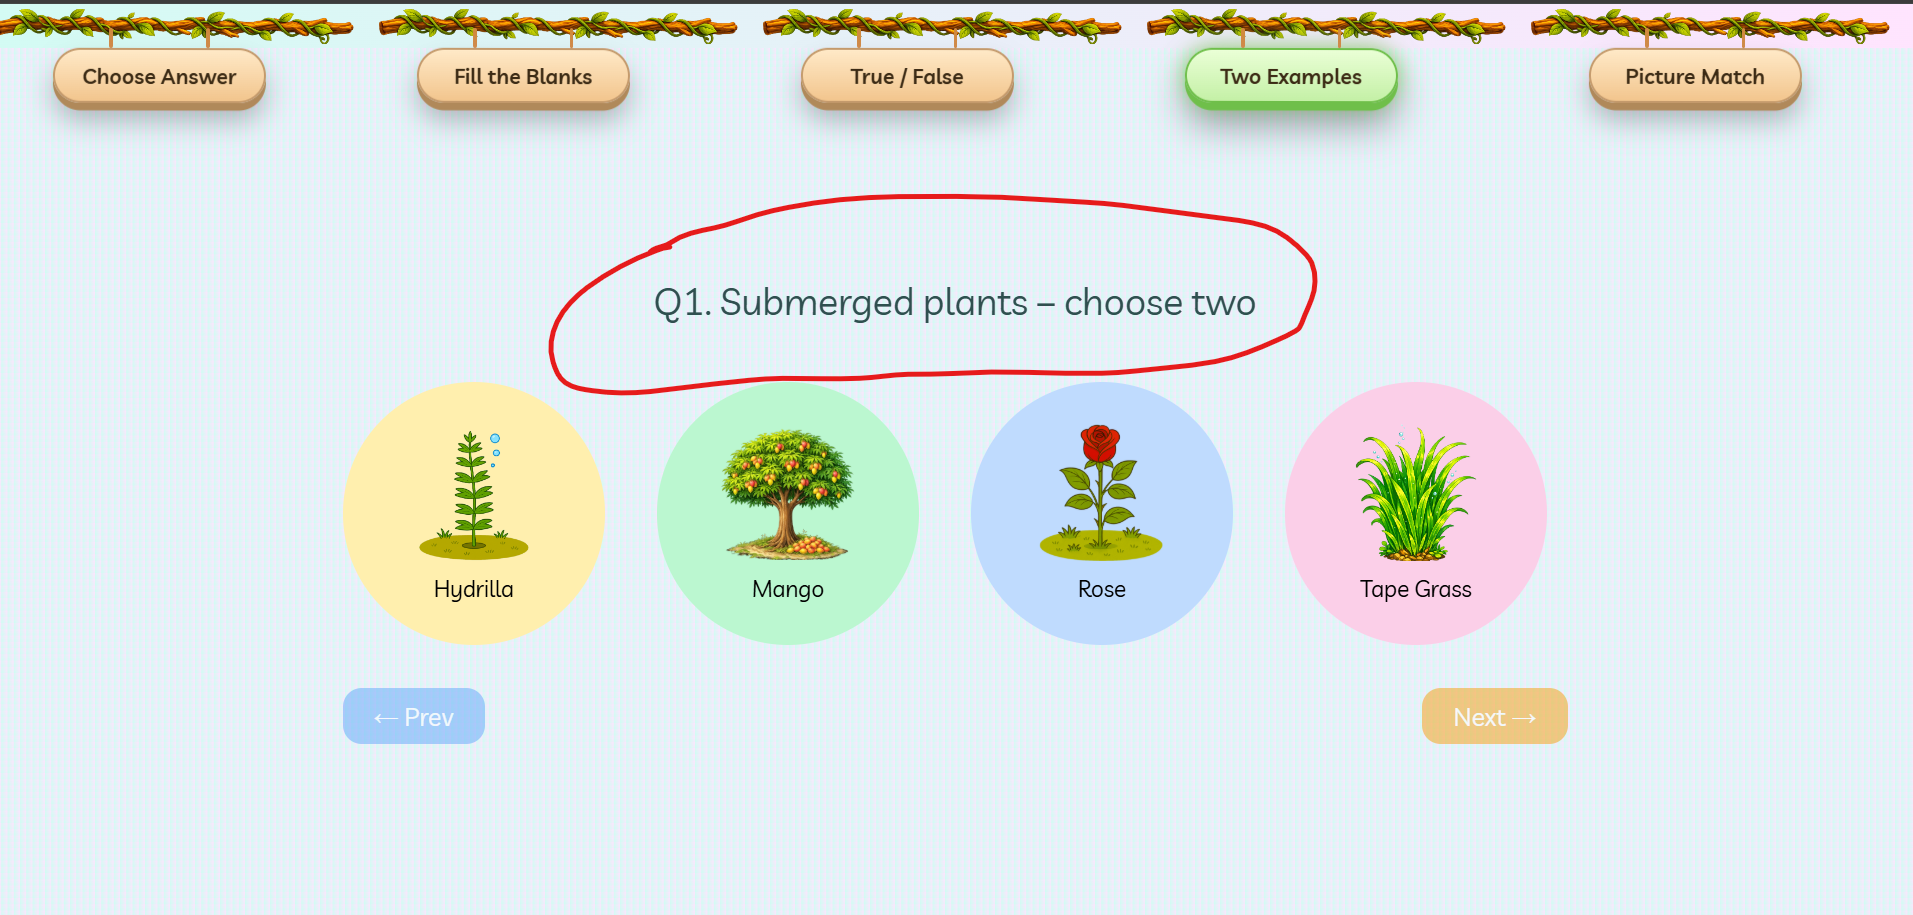 Choose Answer
Fill the Blanks
True / False
Two Examples
Picture Match
Q1. Submerged plants – choose two
Hydrilla
Mango
Rose
Tape Grass
← Prev
Next →